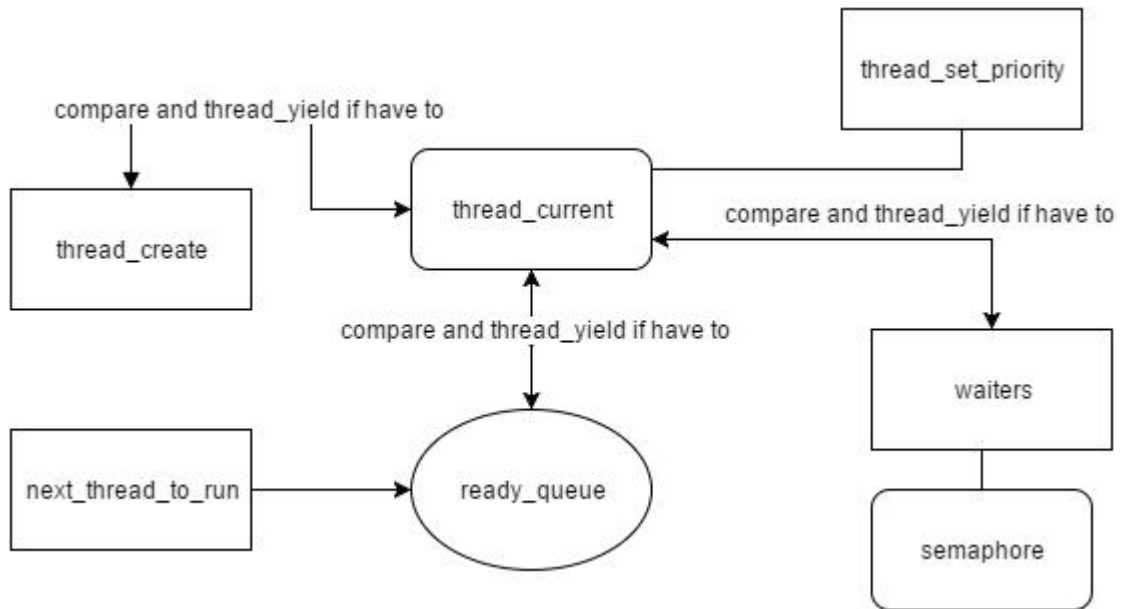 thread_set_priority
compare and thread_yield if have to
thread_current
compare and thread_yield if have to
thread_create
compare and thread_yield if have to
waiters
next_thread_to_run
ready_queue
semaphore